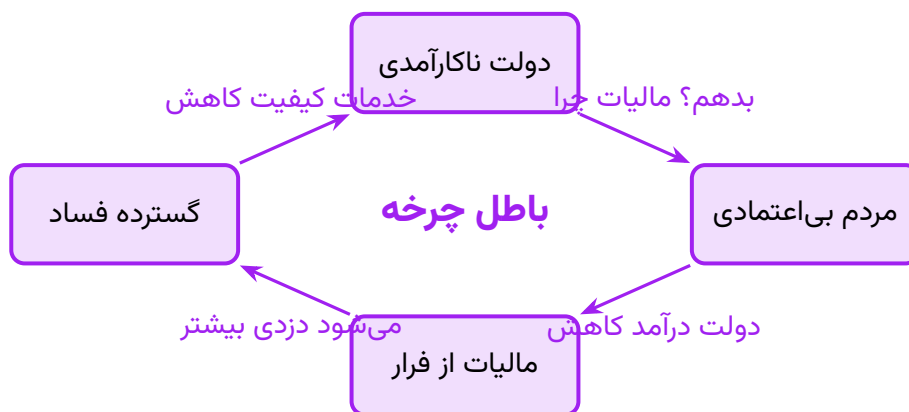 دولت ناکارآمدی
بدهم؟ مالیات چرا
خدمات کیفیت کاهش
مردم بی‌اعتمادی
باطل چرخه
گسترده فساد
دولت درآمد کاهش
می‌شود دزدی بیشتر
مالیات از فرار